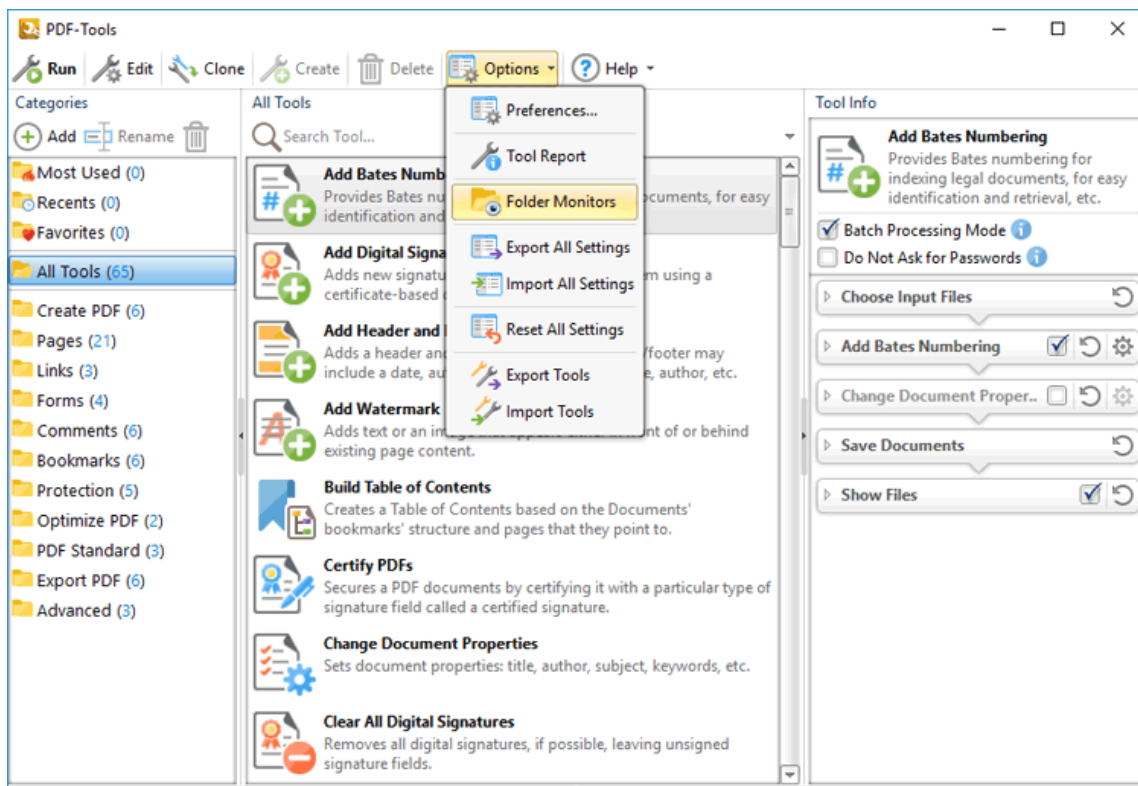 PDF-Tools
Run Edit Clone Create Delete Options Help
Categories
Add Rename
Most Used (0)
Recents (0)
Favorites (0)
All Tools (65)
Create PDF (6)
Pages (21)
Links (3)
Forms (4)
Comments (6)
Bookmarks (6)
Protection (5)
Optimize PDF (2)
PDF Standard (3)
Export PDF (6)
Advanced (3)
All Tools
Search Tool...
Add Bates
Provides Bates documents, for easy
identification and
Add Digital
Adds new using a
certificate-based
Add Header and
Adds a header and /footer may
include a date, author, etc.
Add Watermark
Adds text or an of or behind
existing page content.
Build Table of Contents
Creates a Table of Contents based on the Documents'
bookmarks' structure and pages that they point to.
Certify PDFs
Secures a PDF documents by certifying it with a particular type of
signature field called a certified signature.
Change Document Properties
Sets document properties: title, author, subject, keywords, etc.
Clear All Digital Signatures
Removes all digital signatures, if possible, leaving unsigned
signature fields.
Preferences...
Tool Report
Folder Monitors
Export All Settings
Import All Settings
Reset All Settings
Export Tools
Import Tools
Tool Info
Add Bates Numbering
Provides Bates numbering for
indexing legal documents, for easy
identification and retrieval, etc.
Batch Processing Mode
Do Not Ask for Passwords
Choose Input Files
Add Bates Numbering
Change Document Proper..
Save Documents
Show Files